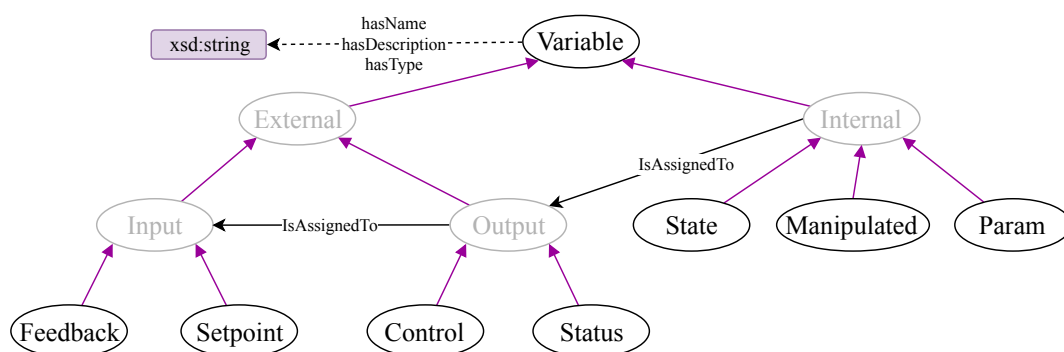 hasName
xsd:string
hasDescription
Variable
hasType
External
Internal
IsAssignedTo
Input
IsAssignedTo
Output
State
Manipulated
Param
Feedback
Setpoint
Control
Status